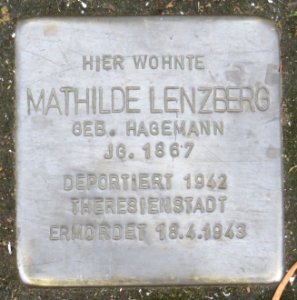 HIER WOHNTE
MATHILDE LENZBERG
GEB. HAGEMANN
JG. 1867
DEPORTIERT 1942
THERESIENSTADT
ERMORDET 18.4.1943